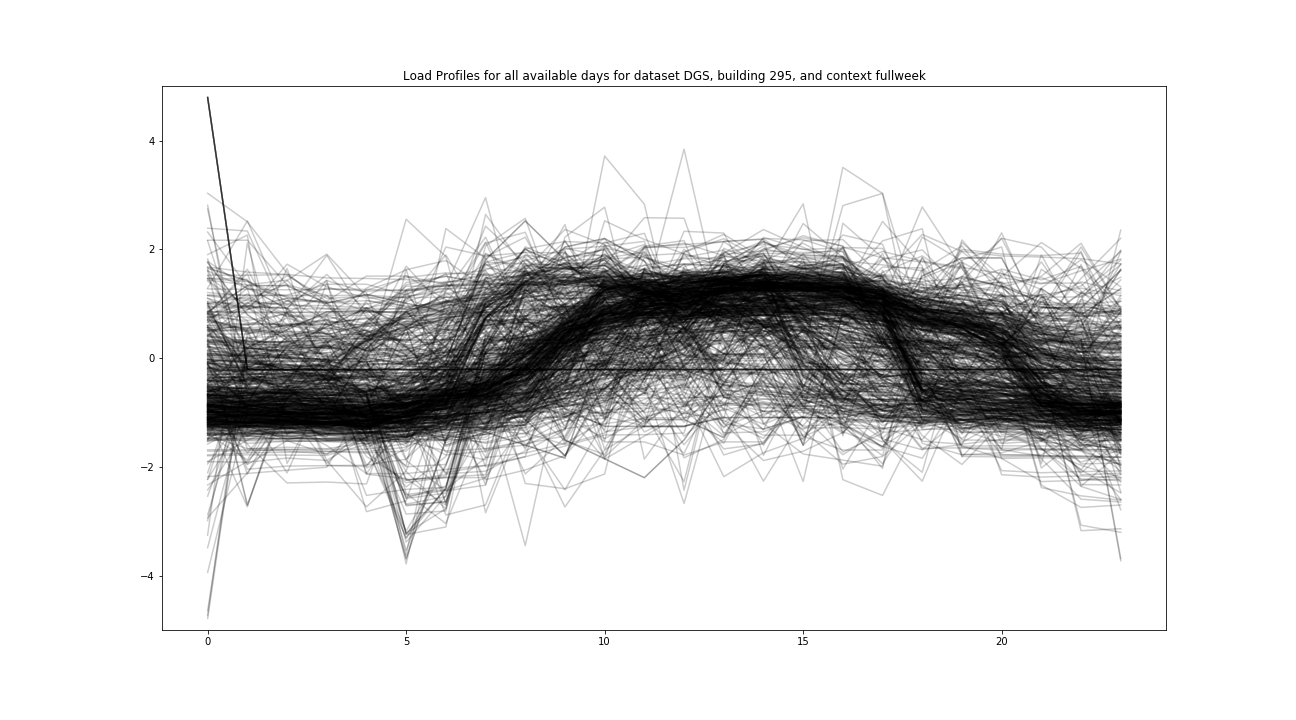 Load Profiles for all available days for dataset DGS, building 295, and context fullweek
4
2
0
−2
−4
0 5 10 15 20